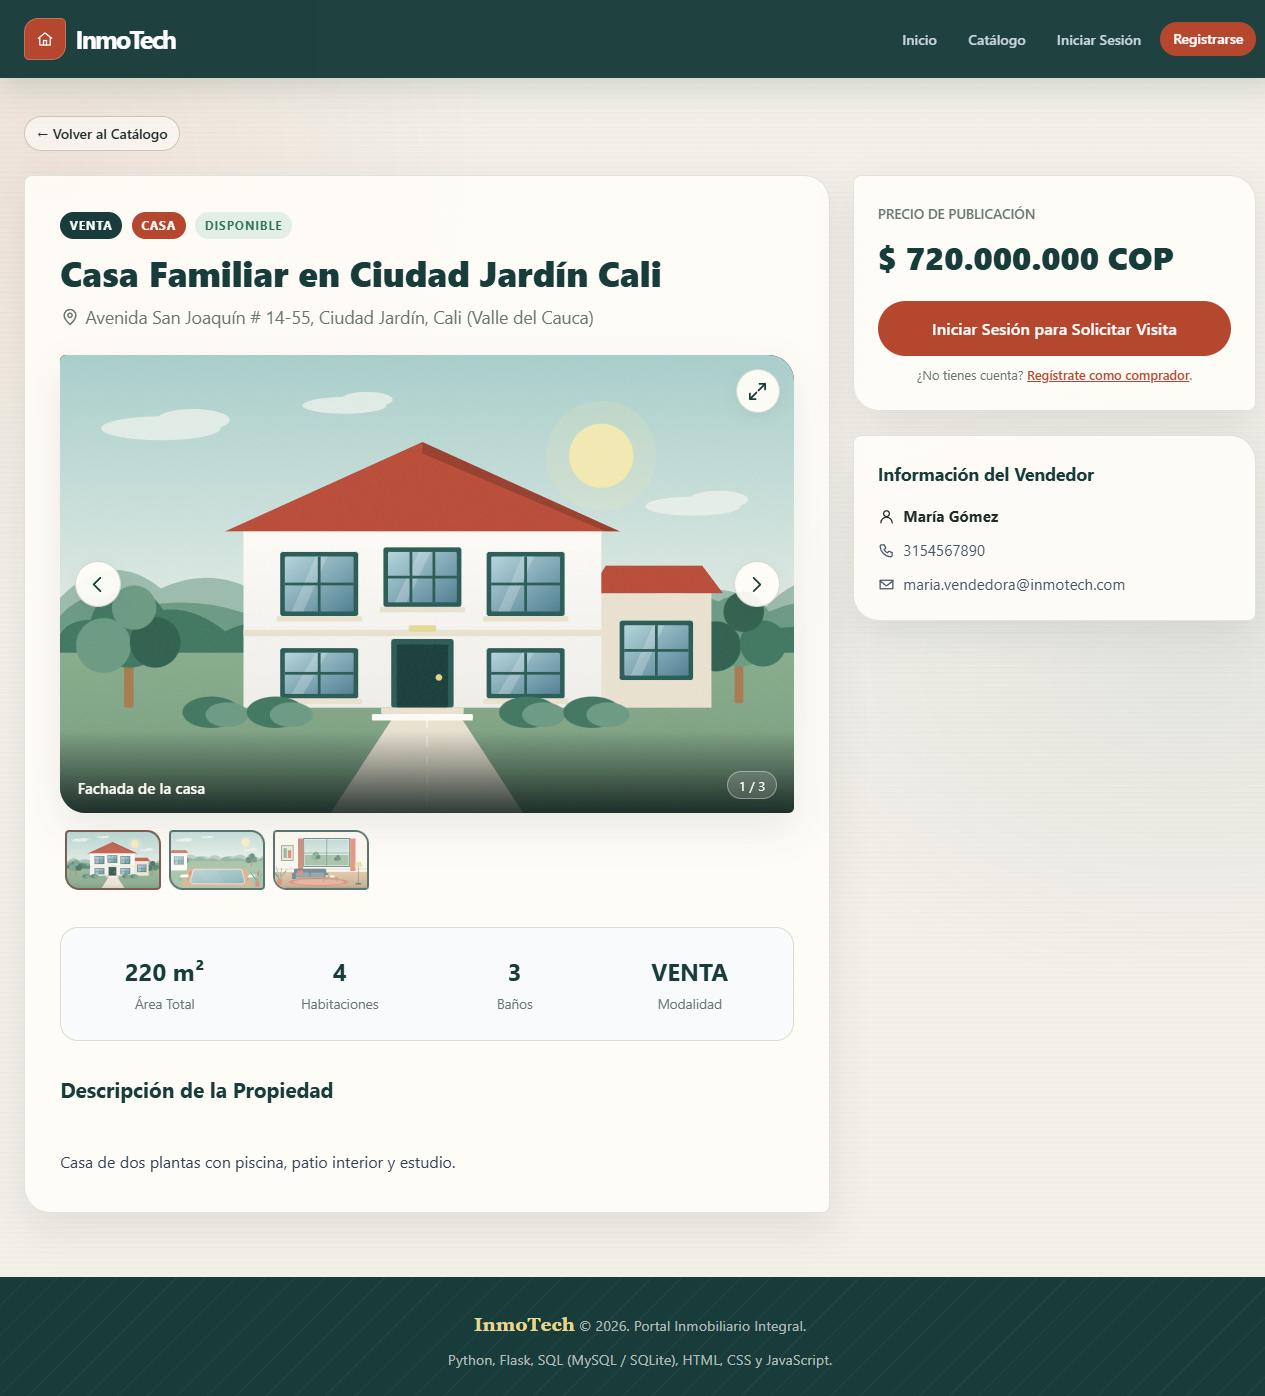 InmoTech
Inicio
Catálogo
Iniciar Sesión
Registrarse
← Volver al Catálogo
VENTA
CASA
DISPONIBLE
Casa Familiar en Ciudad Jardín Cali
Avenida San Joaquín # 14-55, Ciudad Jardín, Cali (Valle del Cauca)
Fachada de la casa
1 / 3
220 m²
Área Total
4
Habitaciones
3
Baños
VENTA
Modalidad
Descripción de la Propiedad
Casa de dos plantas con piscina, patio interior y estudio.
PRECIO DE PUBLICACIÓN
$ 720.000.000 COP
Iniciar Sesión para Solicitar Visita
¿No tienes cuenta? Regístrate como comprador.
Información del Vendedor
María Gómez
3154567890
maria.vendedora@inmotech.com
InmoTech © 2026. Portal Inmobiliario Integral.
Python, Flask, SQL (MySQL / SQLite), HTML, CSS y JavaScript.